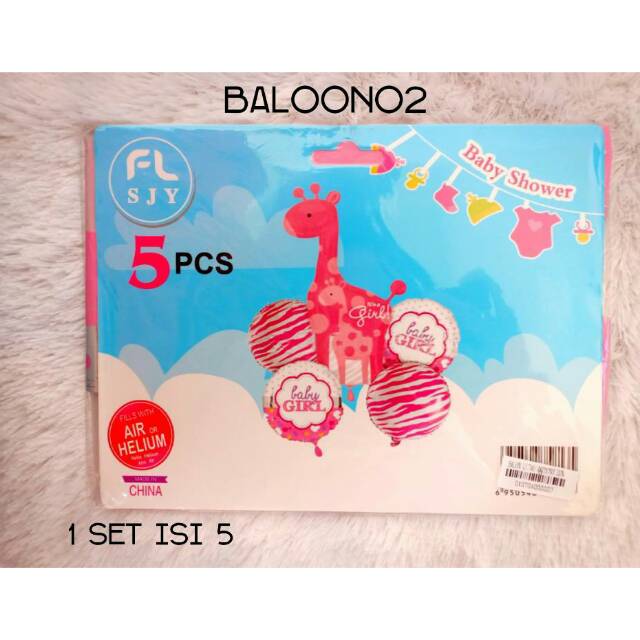 BALOON02
FL
SJY
Baby Shower
5 PCS
It's a
Girl!
baby
GIRL
baby
GIRL
FILLS WITH
AIR OR
HELIUM
MADE IN
CHINA
1 SET ISI 5